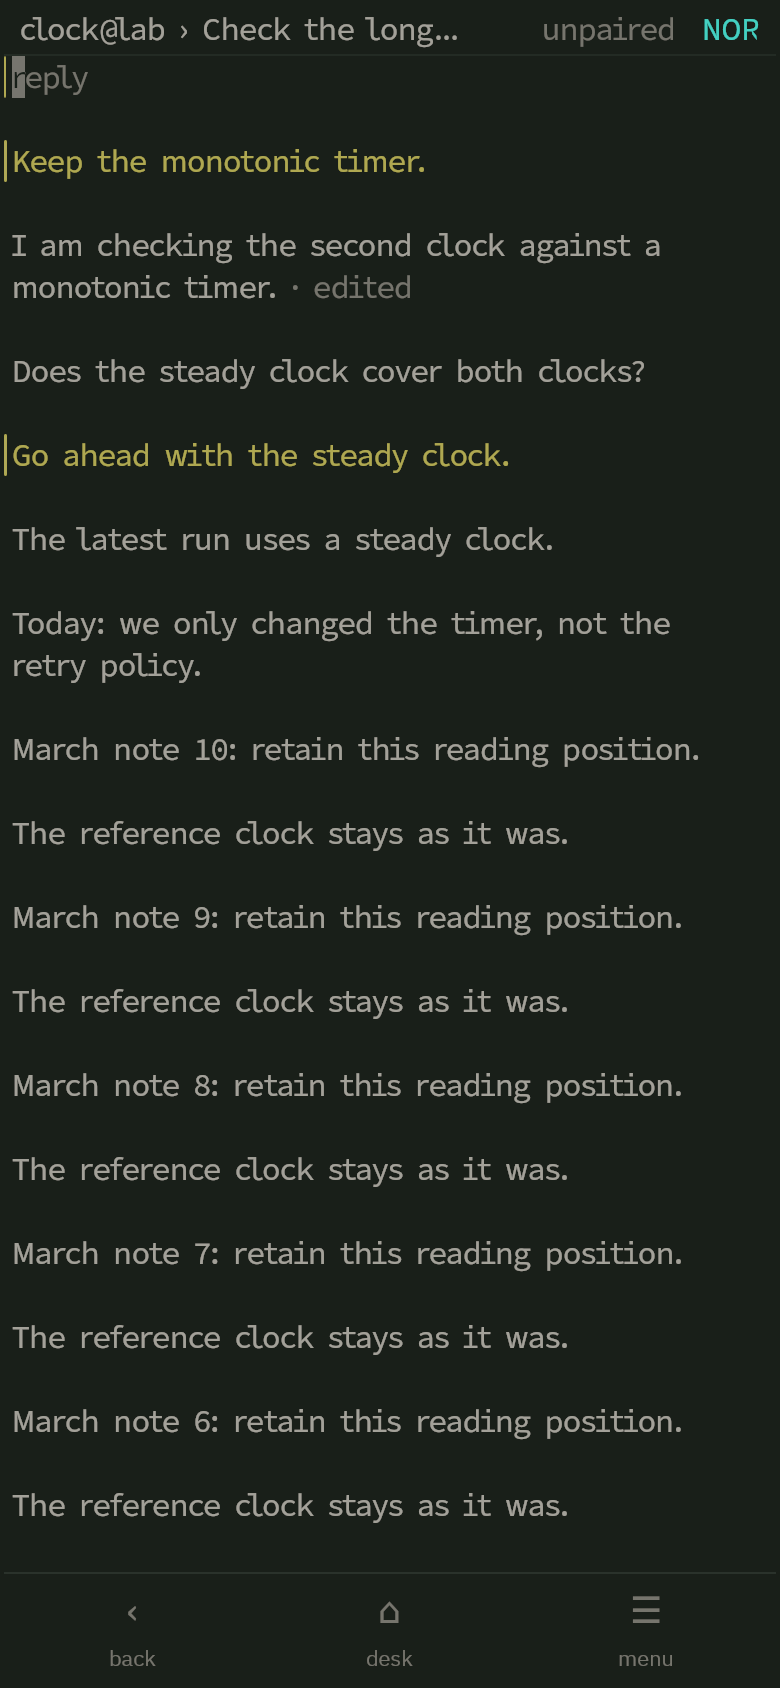 clock@lab › Check the long… unpaired NOR
reply
Keep the monotonic timer.
I am checking the second clock against a
monotonic timer. · edited
Does the steady clock cover both clocks?
Go ahead with the steady clock.
The latest run uses a steady clock.
Today: we only changed the timer, not the
retry policy.
March note 10: retain this reading position.
The reference clock stays as it was.
March note 9: retain this reading position.
The reference clock stays as it was.
March note 8: retain this reading position.
The reference clock stays as it was.
March note 7: retain this reading position.
The reference clock stays as it was.
March note 6: retain this reading position.
The reference clock stays as it was.
back desk menu